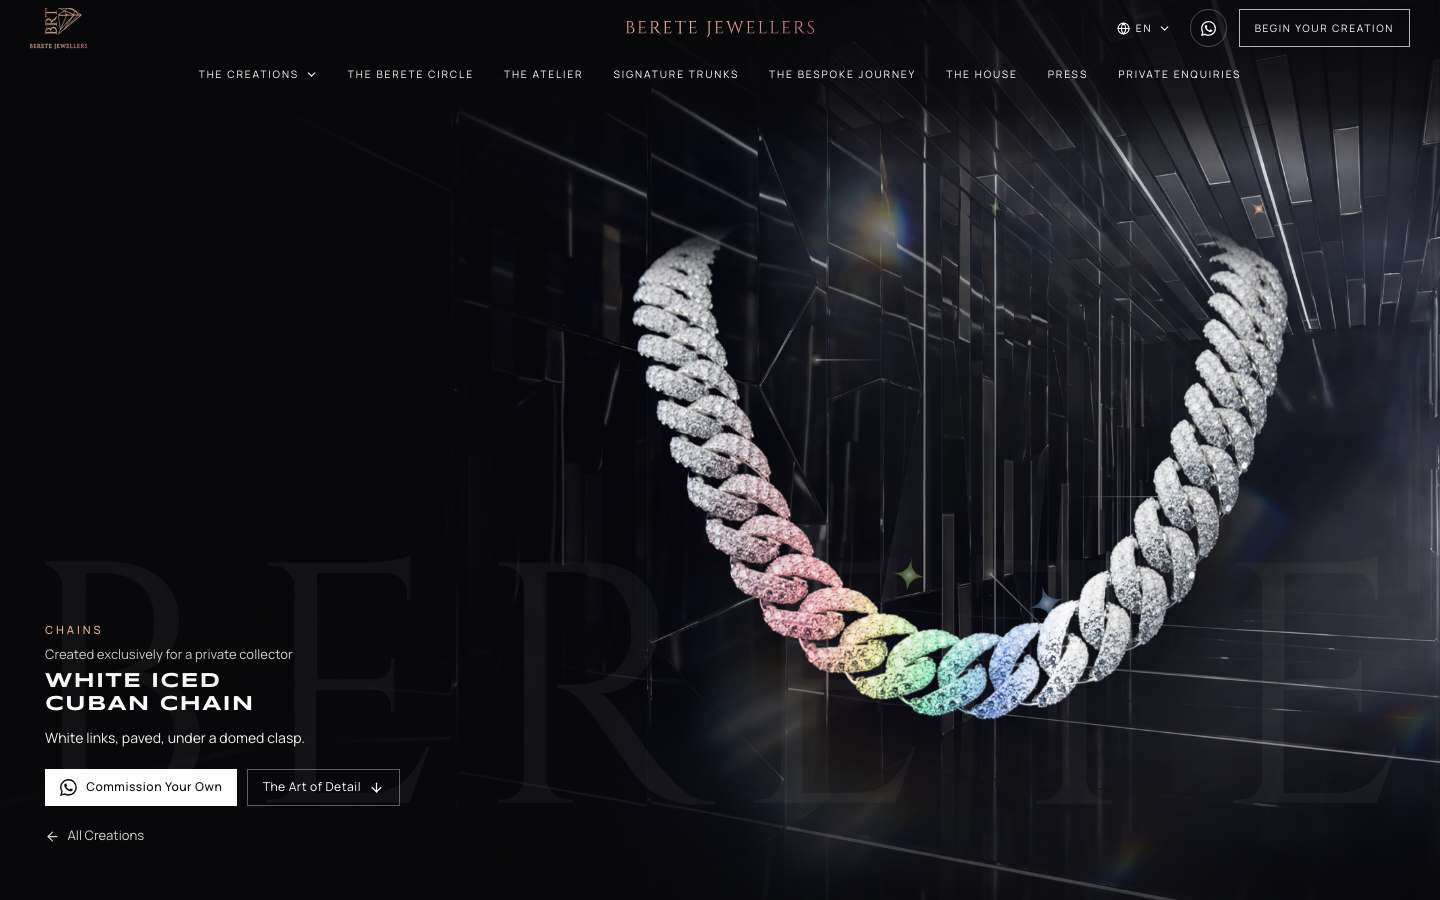 BRT
BERETE JEWELLERS
BERETE JEWELLERS
EN
BEGIN YOUR CREATION
THE CREATIONS
THE BERETE CIRCLE
THE ATELIER
SIGNATURE TRUNKS
THE BESPOKE JOURNEY
THE HOUSE
PRESS
PRIVATE ENQUIRIES
BERETE
CHAINS
Created exclusively for a private collector
WHITE ICED
CUBAN CHAIN
White links, paved, under a domed clasp.
Commission Your Own
The Art of Detail
All Creations